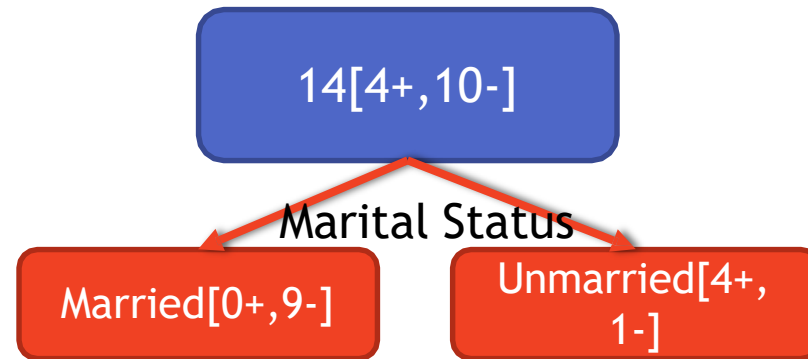 14[4+,10-]
Marital Status
Married[0+,9-]
Unmarried[4+,
1-]